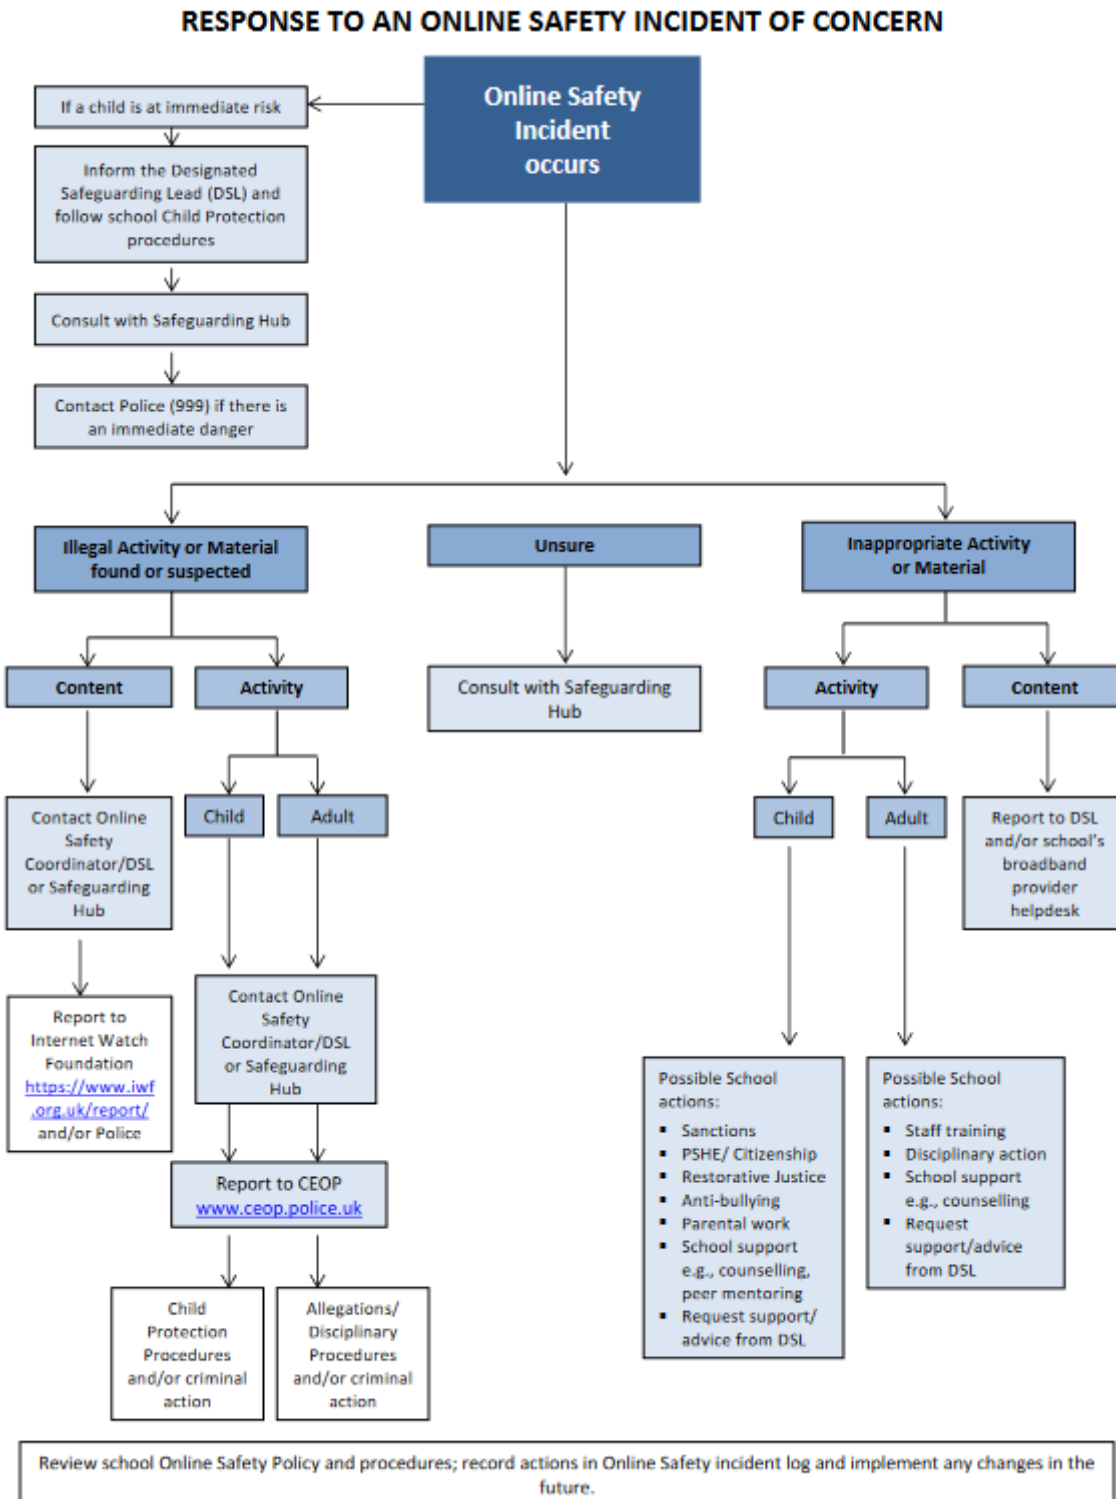 RESPONSE TO AN ONLINE SAFETY INCIDENT OF CONCERN
Online Safety
Incident
occurs
If a child is at immediate risk
Inform the Designated
Safeguarding Lead (DSL) and
follow school Child Protection
procedures
Consult with Safeguarding Hub
Contact Police (999) if there is
an immediate danger
Illegal Activity or Material
found or suspected
Unsure
Inappropriate Activity
or Material
Content
Activity
Consult with Safeguarding
Hub
Activity
Content
Contact Online
Safety
Coordinator/DSL
or Safeguarding
Hub
Child
Adult
Child
Adult
Report to DSL
and/or school's
broadband
provider
helpdesk
Report to
Internet Watch
Foundation
https://www.iwf
.org.uk/report/
and/or Police
Contact Online
Safety
Coordinator/DSL
or Safeguarding
Hub
Report to CEOP
www.ceop.police.uk
Child
Protection
Procedures
and/or criminal
action
Allegations/
Disciplinary
Procedures
and/or criminal
action
Possible School
actions:
▪ Sanctions
▪ PSHE/ Citizenship
▪ Restorative Justice
▪ Anti-bullying
▪ Parental work
▪ School support
e.g., counselling,
peer mentoring
▪ Request support/
advice from DSL
Possible School
actions:
▪ Staff training
▪ Disciplinary action
▪ School support
e.g., counselling
▪ Request
support/advice
from DSL
Review school Online Safety Policy and procedures; record actions in Online Safety incident log and implement any changes in the
future.